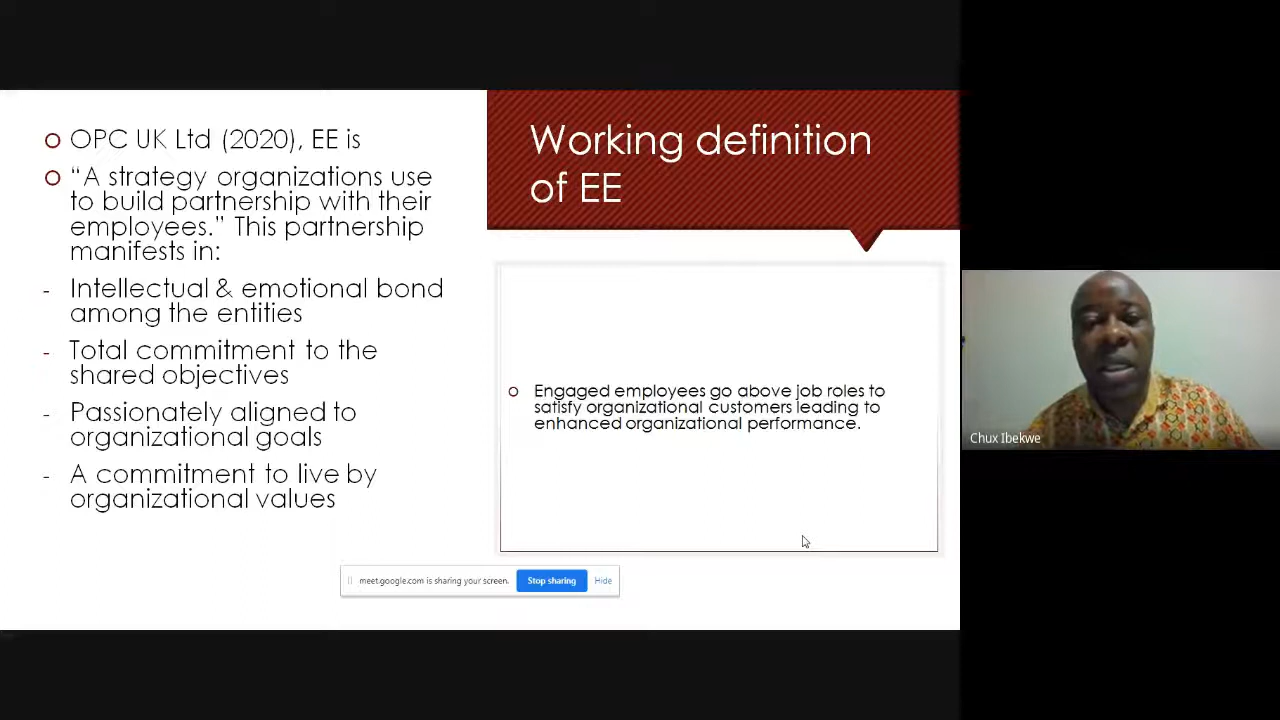 OPC UK Ltd (2020), EE is
“A strategy organizations use
to build partnership with their
employees.” This partnership
manifests in:
- Intellectual & emotional bond
among the entities
- Total commitment to the
shared objectives
- Passionately aligned to
organizational goals
- A commitment to live by
organizational values
Working definition
of EE
Engaged employees go above job roles to
satisfy organizational customers leading to
enhanced organizational performance.
meet.google.com is sharing your screen.
Stop sharing
Hide
Chux Ibekwe